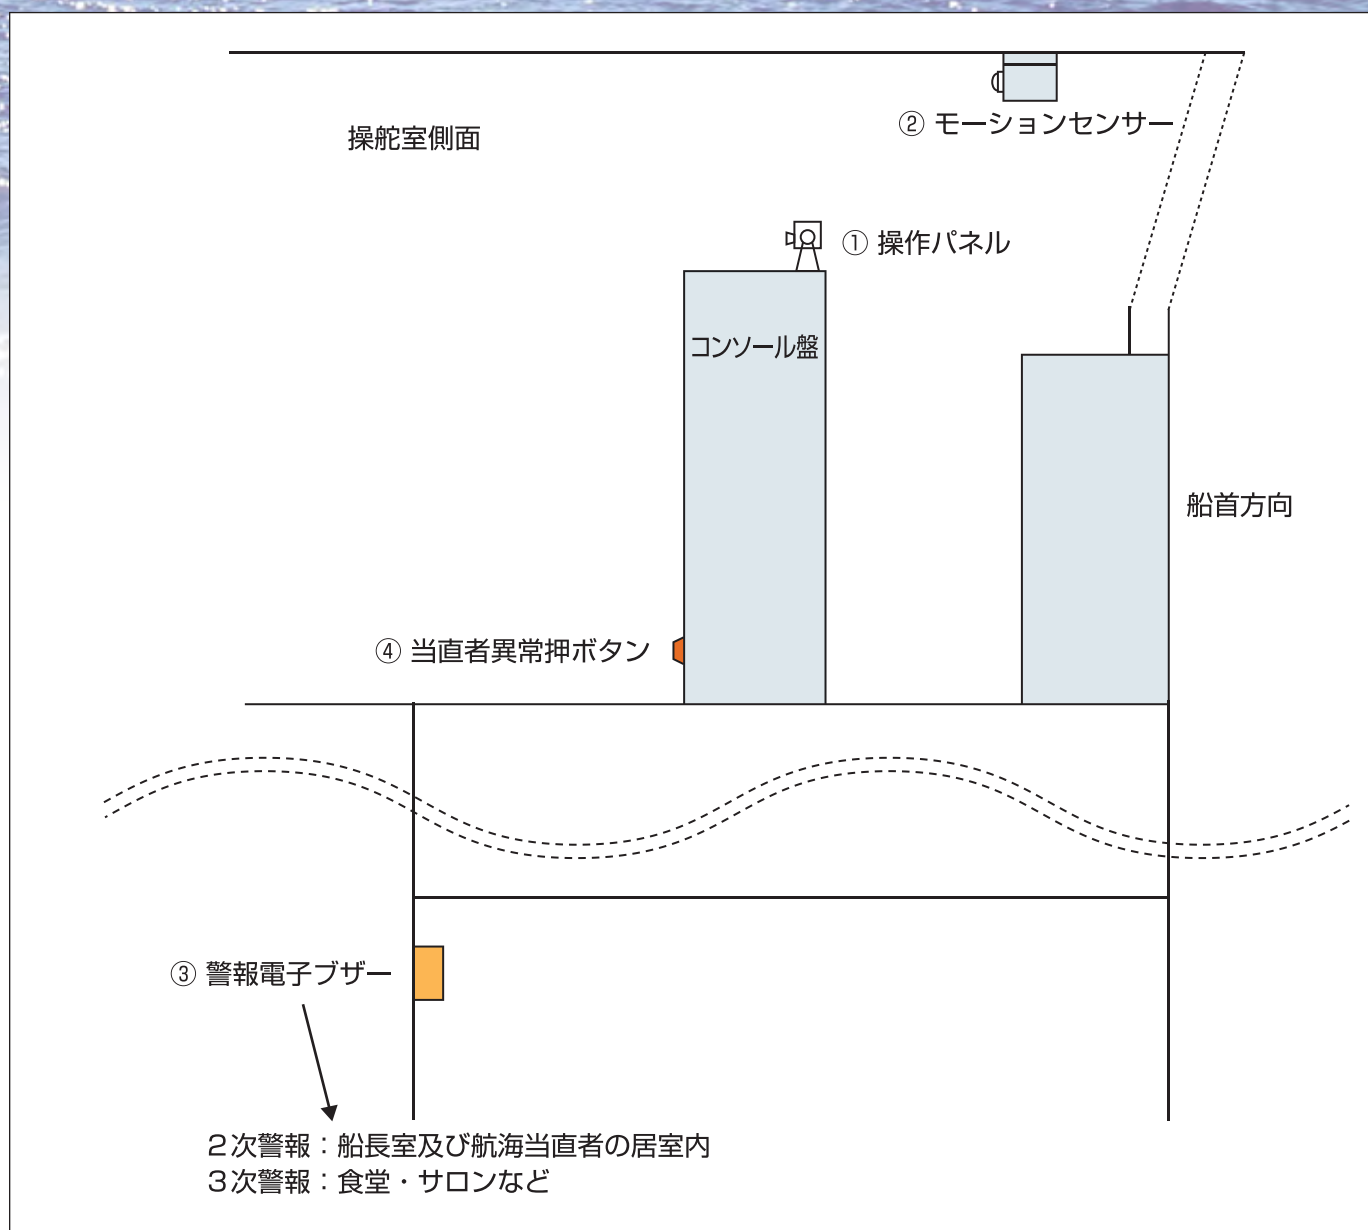 操舵室側面
② モーションセンサー
① 操作パネル
コンソール盤
船首方向
④ 当直者異常押ボタン
③ 警報電子ブザー
2次警報：船長室及び航海当直者の居室内
3次警報：食堂・サロンなど